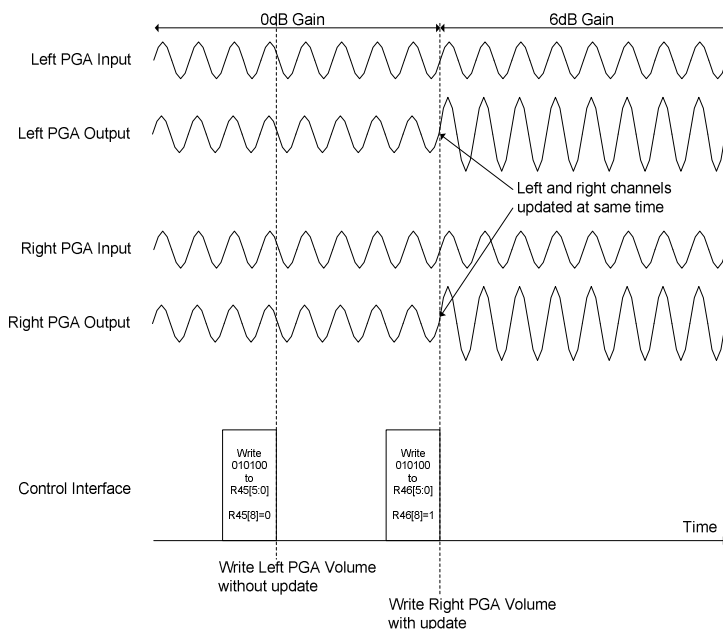 0dB Gain
6dB Gain
Left PGA Input
Left PGA Output
Left and right channels
updated at same time
Right PGA Input
Right PGA Output
Control Interface
Write
010100
to
R45[5:0]
R45[8]=0
Write
010100
to
R46[5:0]
R46[8]=1
Time
Write Left PGA Volume
without update
Write Right PGA Volume
with update